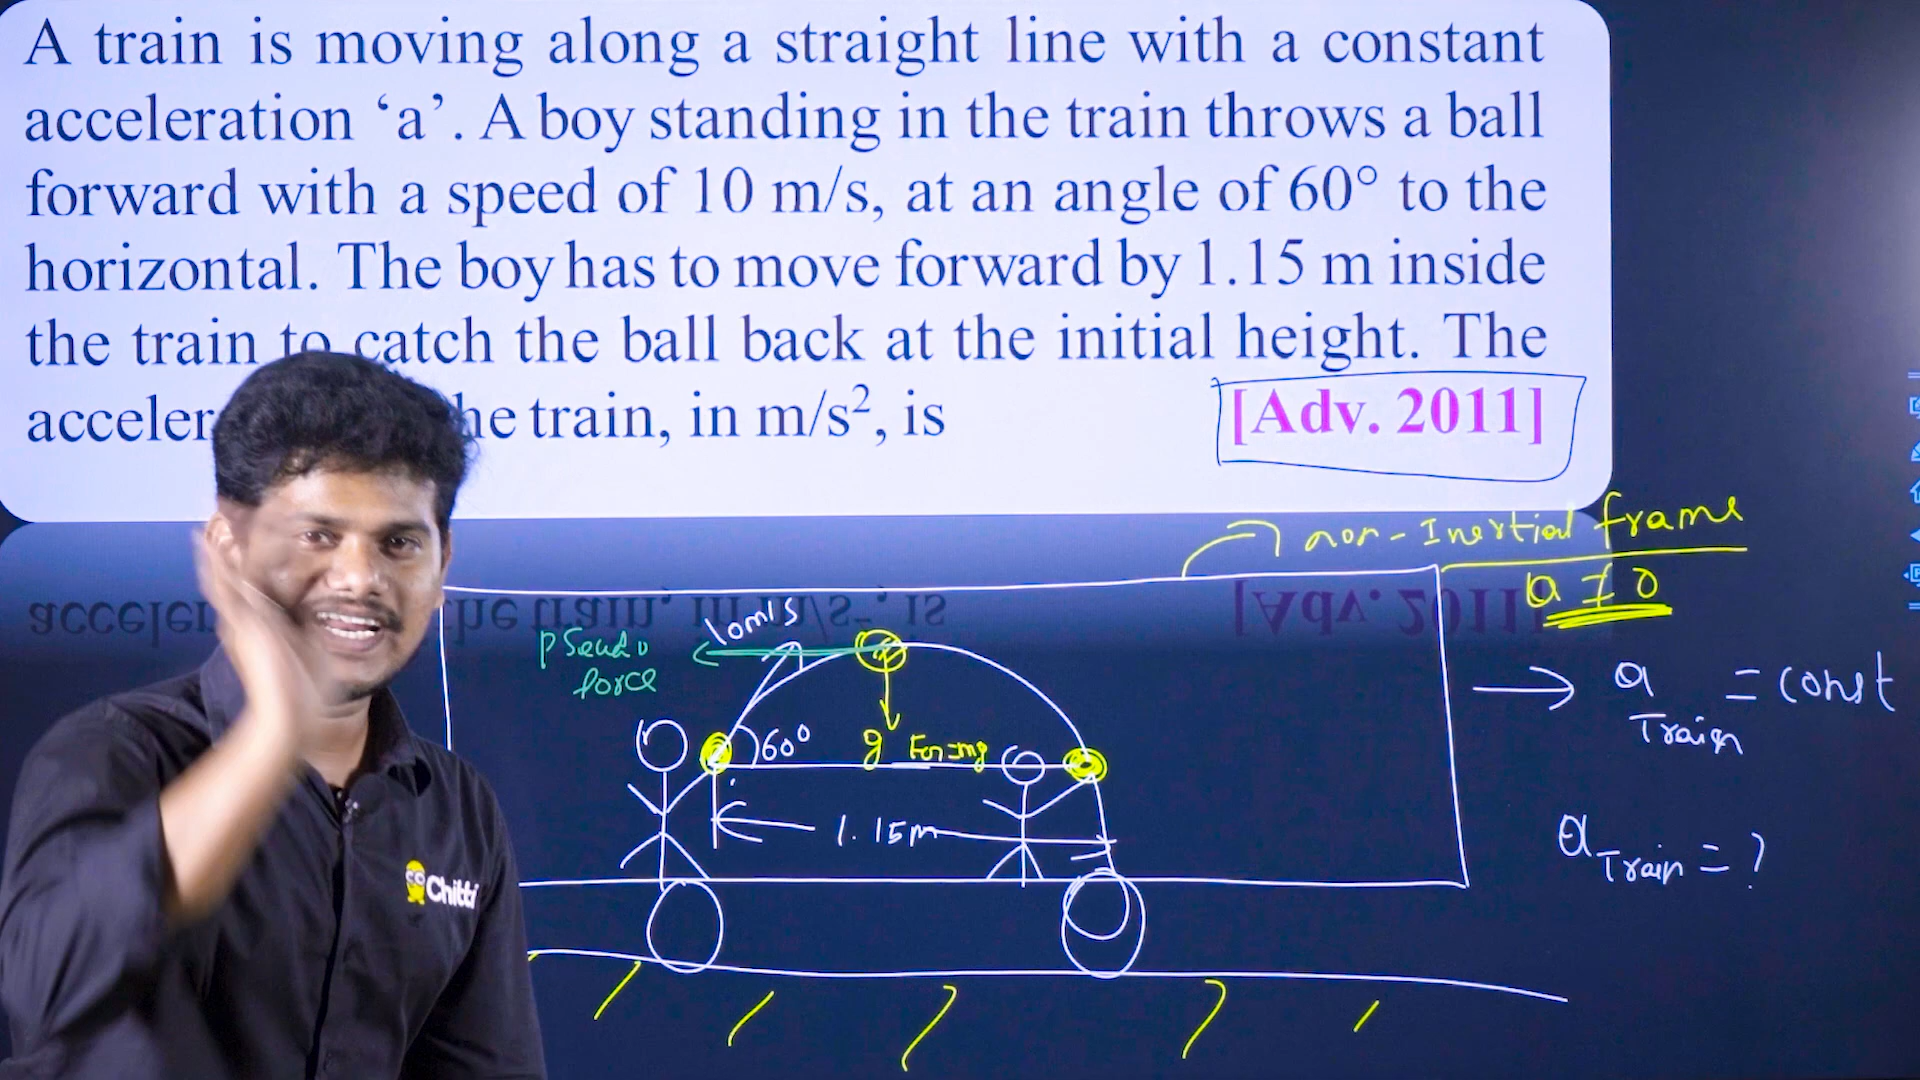 A train is moving along a straight line with a constant
acceleration ‘a’. A boy standing in the train throws a ball
forward with a speed of 10 m/s, at an angle of 60° to the
horizontal. The boy has to move forward by 1.15 m inside
the train to catch the ball back at the initial height. The
acceler he train, in m/s², is [Adv. 2011]
non-Inertial frame
a ≠ 0
10m/s
pseudo
force
60°
g Fg=mg
1.15m
a Train = const
a Train = ?
Chitti